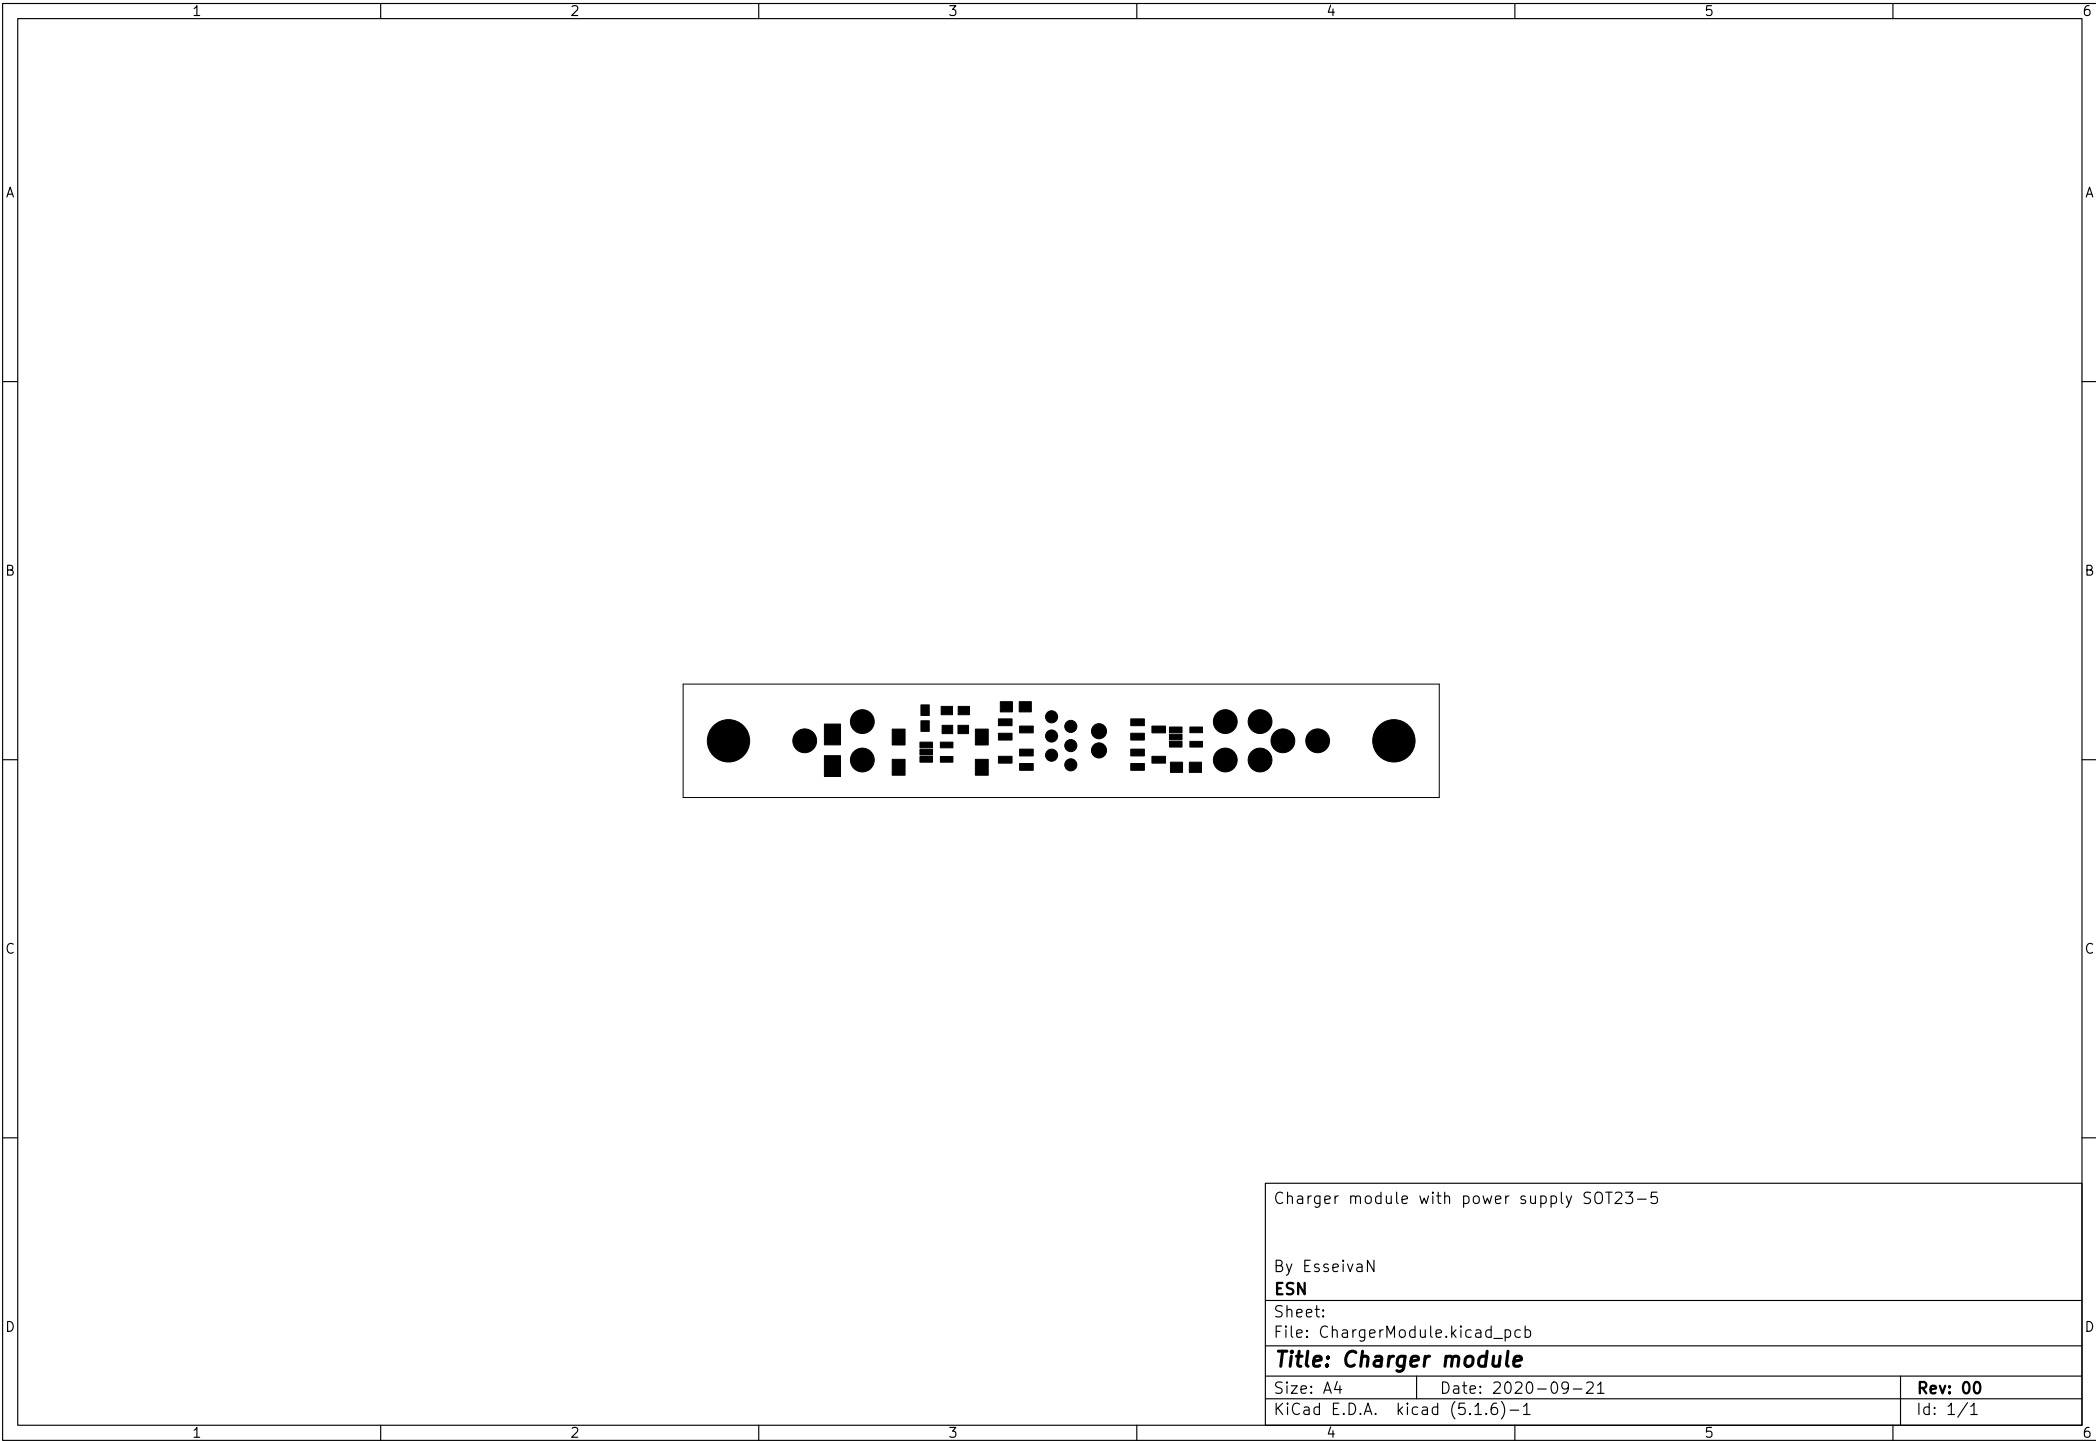 1 2 3 4 5 6
A A
B B
C C
Charger module with power supply SOT23-5
By EsseivaN
ESN
Sheet:
D D
File: ChargerModule.kicad_pcb
Title: Charger module
Size: A4 Date: 2020-09-21 Rev: 00
KiCad E.D.A. kicad (5.1.6)-1 Id: 1/1
1 2 3 4 5 6